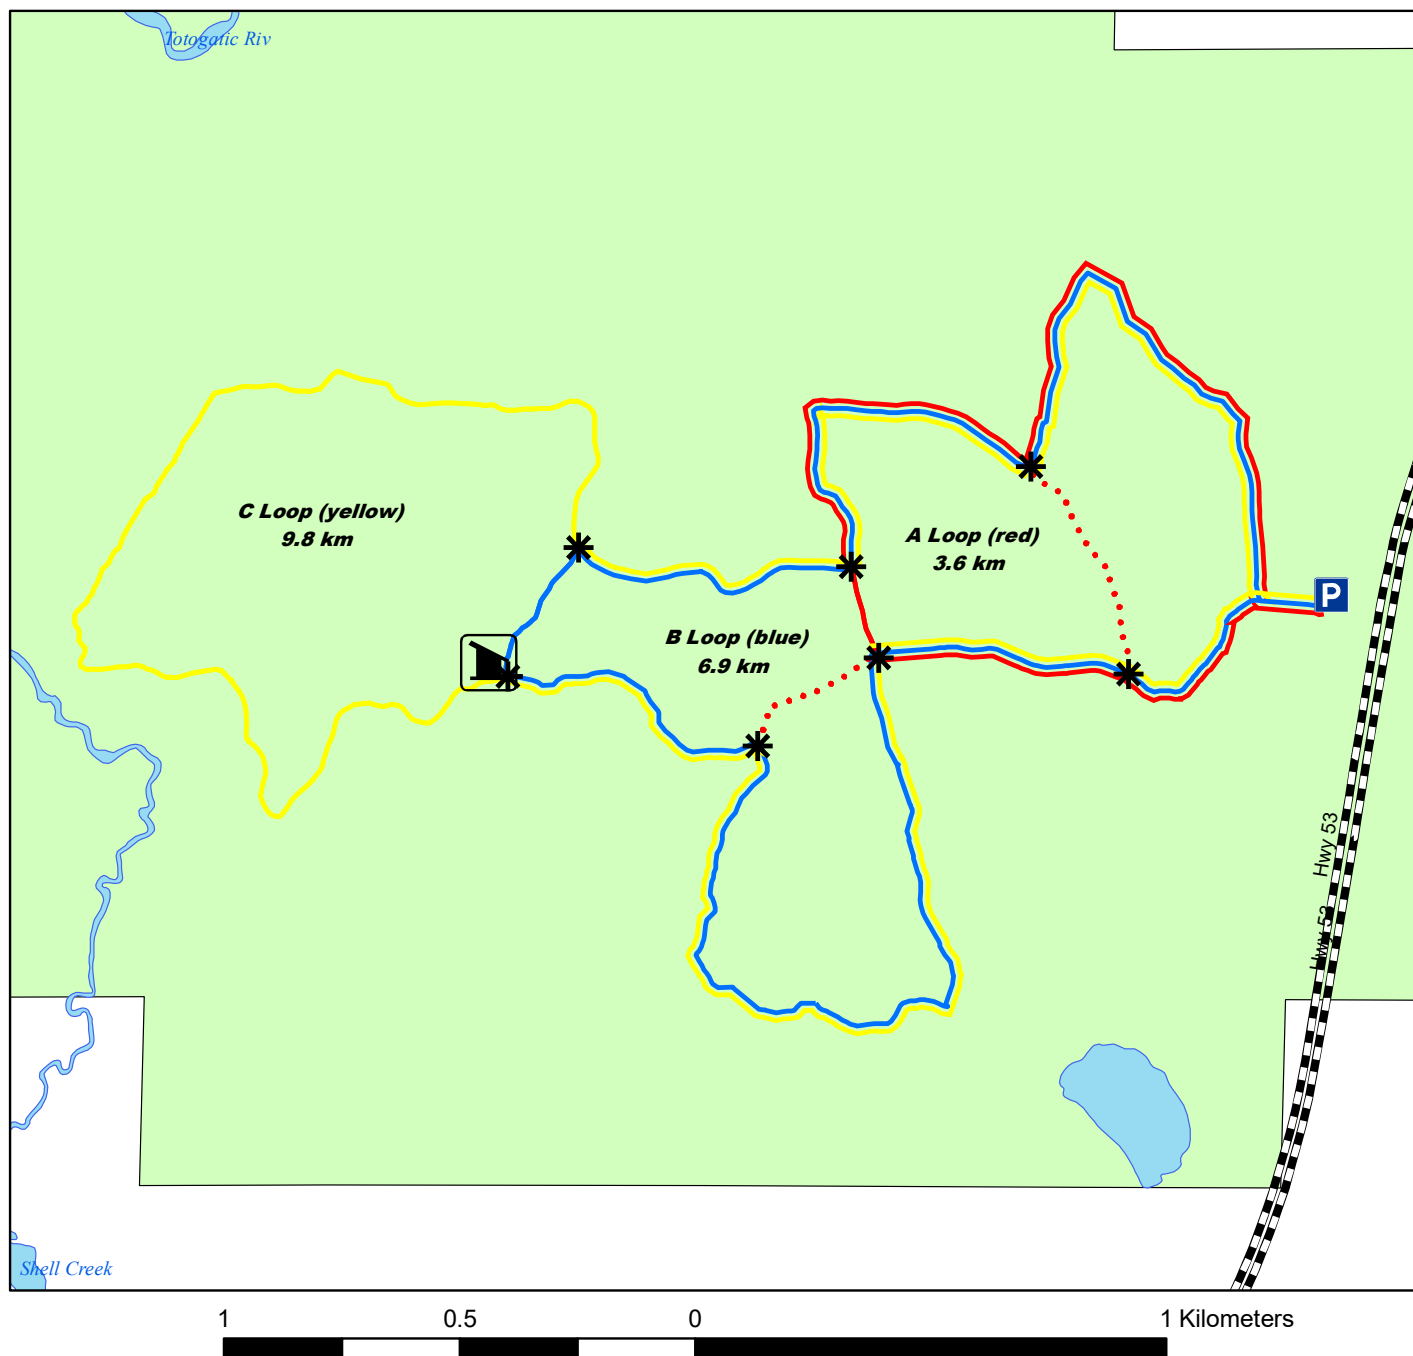 Totogatic Riv
C Loop (yellow)
9.8 km
A Loop (red)
3.6 km
P
B Loop (blue)
6.9 km
Hwy 53
Hwy 53
Shell Creek
1 0.5 0 1 Kilometers